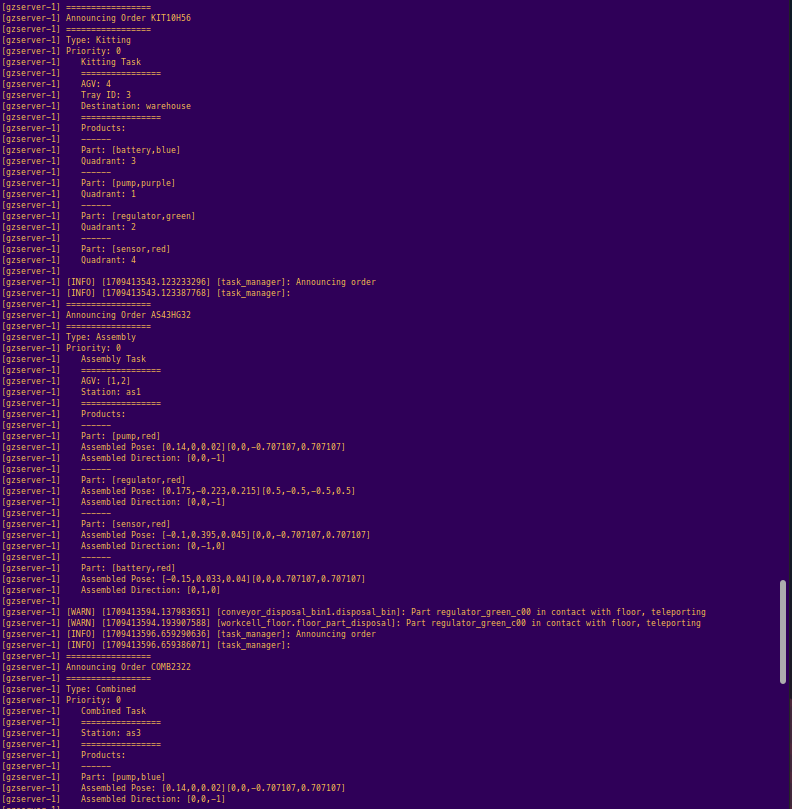 [gzserver-1] =================
[gzserver-1] Announcing Order KIT10H56
[gzserver-1] =================
[gzserver-1] Type: Kitting
[gzserver-1] Priority: 0
[gzserver-1]    Kitting Task
[gzserver-1]    ================
[gzserver-1]    AGV: 4
[gzserver-1]    Tray ID: 3
[gzserver-1]    Destination: warehouse
[gzserver-1]    ================
[gzserver-1]    Products:
[gzserver-1]    ------
[gzserver-1]    Part: [battery,blue]
[gzserver-1]    Quadrant: 3
[gzserver-1]    ------
[gzserver-1]    Part: [pump,purple]
[gzserver-1]    Quadrant: 1
[gzserver-1]    ------
[gzserver-1]    Part: [regulator,green]
[gzserver-1]    Quadrant: 2
[gzserver-1]    ------
[gzserver-1]    Part: [sensor,red]
[gzserver-1]    Quadrant: 4
[gzserver-1]
[gzserver-1] [INFO] [1709413543.123233296] [task_manager]: Announcing order
[gzserver-1] [INFO] [1709413543.123387768] [task_manager]:
[gzserver-1] =================
[gzserver-1] Announcing Order AS43HG32
[gzserver-1] =================
[gzserver-1] Type: Assembly
[gzserver-1] Priority: 0
[gzserver-1]    Assembly Task
[gzserver-1]    ================
[gzserver-1]    AGV: [1,2]
[gzserver-1]    Station: as1
[gzserver-1]    ================
[gzserver-1]    Products:
[gzserver-1]    ------
[gzserver-1]    Part: [pump,red]
[gzserver-1]    Assembled Pose: [0.14,0,0.02][0,0,-0.707107,0.707107]
[gzserver-1]    Assembled Direction: [0,0,-1]
[gzserver-1]    ------
[gzserver-1]    Part: [regulator,red]
[gzserver-1]    Assembled Pose: [0.175,-0.223,0.215][0.5,-0.5,-0.5,0.5]
[gzserver-1]    Assembled Direction: [0,0,-1]
[gzserver-1]    ------
[gzserver-1]    Part: [sensor,red]
[gzserver-1]    Assembled Pose: [-0.1,0.395,0.045][0,0,-0.707107,0.707107]
[gzserver-1]    Assembled Direction: [0,-1,0]
[gzserver-1]    ------
[gzserver-1]    Part: [battery,red]
[gzserver-1]    Assembled Pose: [-0.15,0.033,0.04][0,0,0.707107,0.707107]
[gzserver-1]    Assembled Direction: [0,1,0]
[gzserver-1]
[gzserver-1] [WARN] [1709413594.137983651] [conveyor_disposal_bin1.disposal_bin]: Part regulator_green_c00 in contact with floor, teleporting
[gzserver-1] [WARN] [1709413594.193907588] [workcell_floor.floor_part_disposal]: Part regulator_green_c00 in contact with floor, teleporting
[gzserver-1] [INFO] [1709413596.659290636] [task_manager]: Announcing order
[gzserver-1] [INFO] [1709413596.659386071] [task_manager]:
[gzserver-1] =================
[gzserver-1] Announcing Order COMB2322
[gzserver-1] =================
[gzserver-1] Type: Combined
[gzserver-1] Priority: 0
[gzserver-1]    Combined Task
[gzserver-1]    ================
[gzserver-1]    Station: as3
[gzserver-1]    ================
[gzserver-1]    Products:
[gzserver-1]    ------
[gzserver-1]    Part: [pump,blue]
[gzserver-1]    Assembled Pose: [0.14,0,0.02][0,0,-0.707107,0.707107]
[gzserver-1]    Assembled Direction: [0,0,-1]